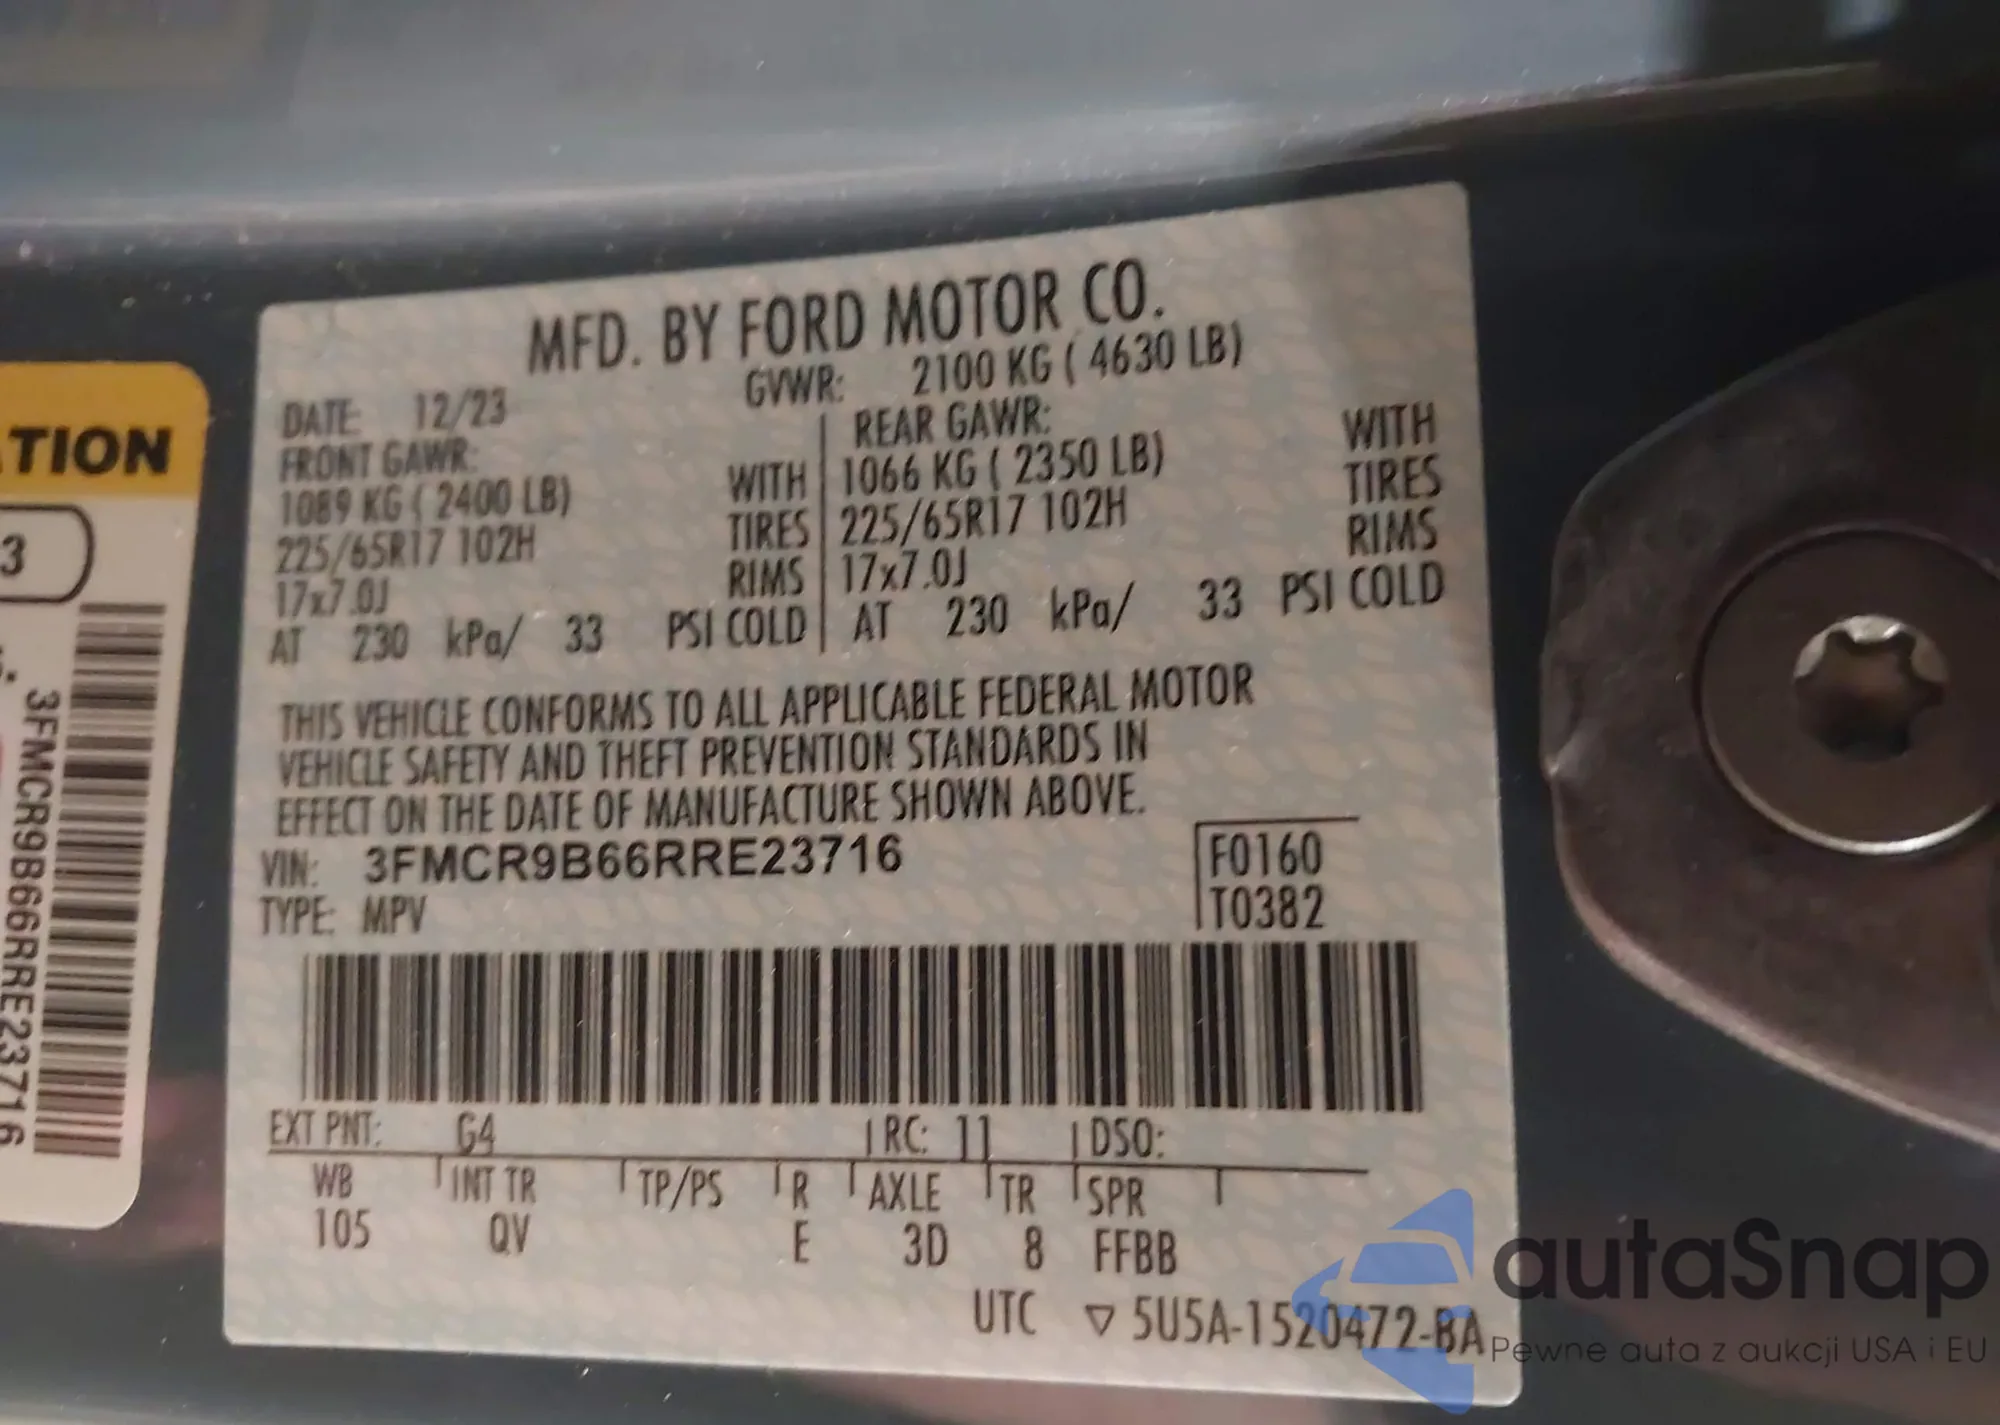 MFD. BY FORD MOTOR CO.
DATE: 12/23 GVWR: 2100 KG ( 4630 LB)
FRONT GAWR: REAR GAWR:
1089 KG ( 2400 LB) WITH 1066 KG ( 2350 LB) WITH
225/65R17 102H TIRES 225/65R17 102H TIRES
17x7.0J RIMS 17x7.0J RIMS
AT 230 kPa/ 33 PSI COLD AT 230 kPa/ 33 PSI COLD
THIS VEHICLE CONFORMS TO ALL APPLICABLE FEDERAL MOTOR
VEHICLE SAFETY AND THEFT PREVENTION STANDARDS IN
EFFECT ON THE DATE OF MANUFACTURE SHOWN ABOVE.
VIN: 3FMCR9B66RRE23716 F0160
TYPE: MPV T0382
EXT PNT: G4 RC: 11 DSO:
WB INT TR TP/PS R AXLE TR SPR
105 QV E 3D 8 FFBB
UTC ▽ 5U5A-1520472-BA
ATION
3
3FMCR9B66RRE23716
autaSnap
Pewne auta z aukcji USA i EU